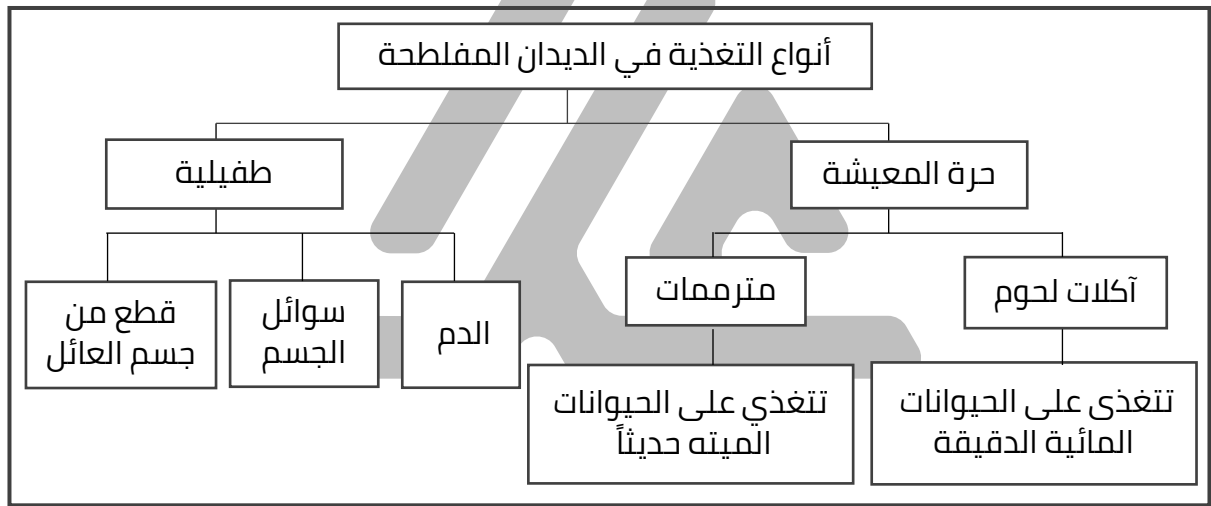 أنواع التغذية في الديدان المفلطحة
حرة المعيشة
طفيلية
آكلات لحوم
مترممات
الدم
سوائل
الجسم
قطع من
جسم العائل
تتغذى على الحيوانات
المائية الدقيقة
تتغذي على الحيوانات
الميته حديثاً